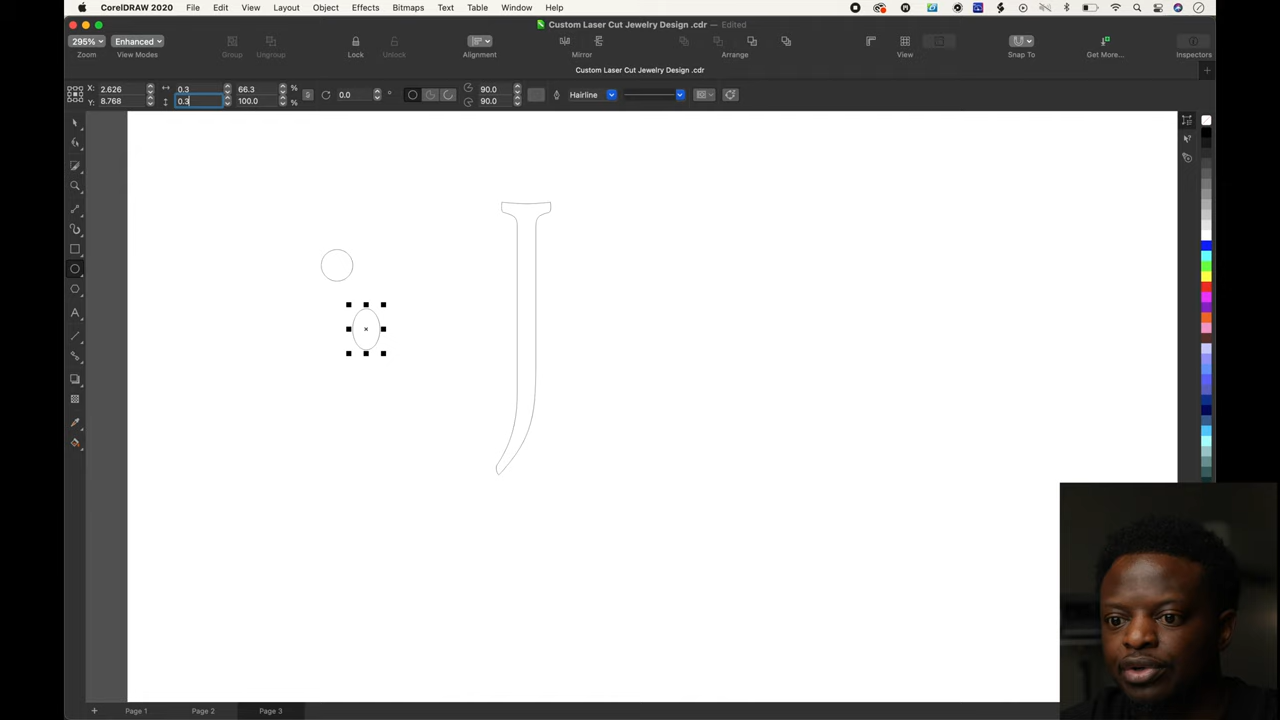 CorelDRAW 2020 File Edit View Layout Object Effects Bitmaps Text Table Window Help
Custom Laser Cut Jewelry Design .cdr — Edited
295% Enhanced
Zoom View Modes Group Ungroup Lock Unlock Alignment Mirror Arrange View Snap To Get More... Inspectors
Custom Laser Cut Jewelry Design .cdr
X: 2.626 0.3 66.3 % 0.0 ° 90.0 Hairline
Y: 8.768 0.3 100.0 % 90.0
J
Page 1 Page 2 Page 3